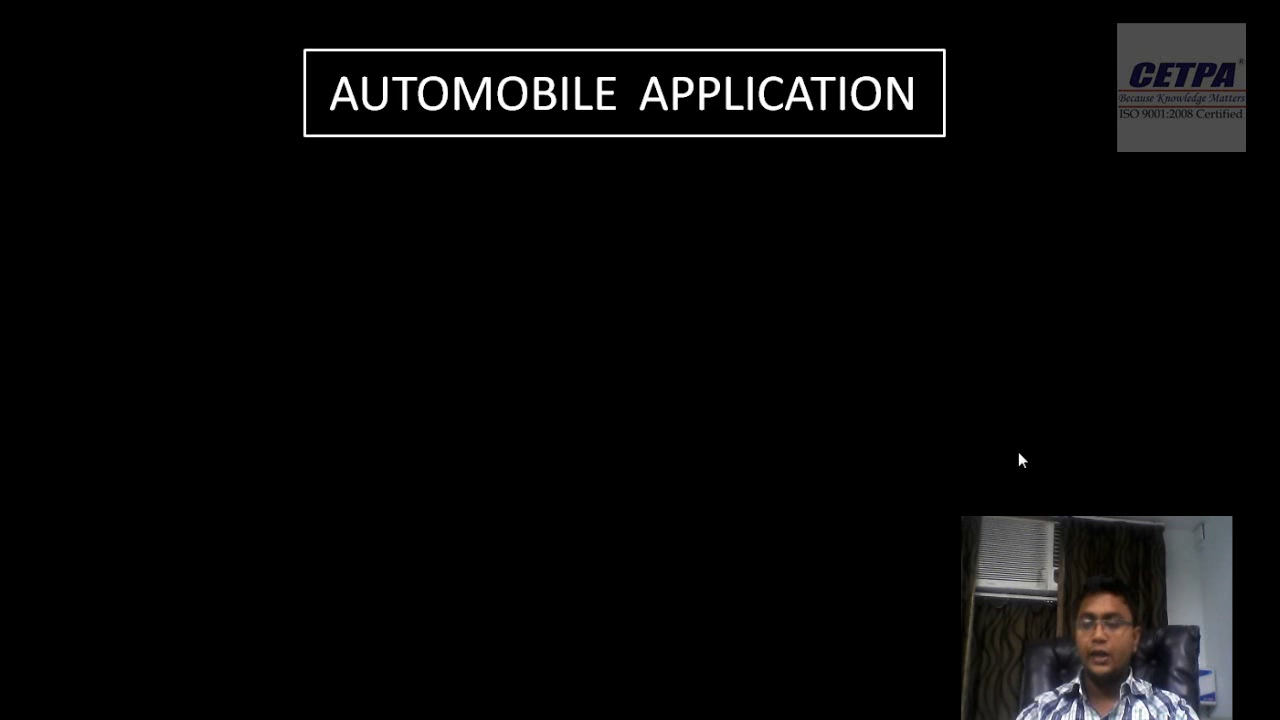 AUTOMOBILE APPLICATION
CETPA®
Because Knowledge Matters
ISO 9001:2008 Certified